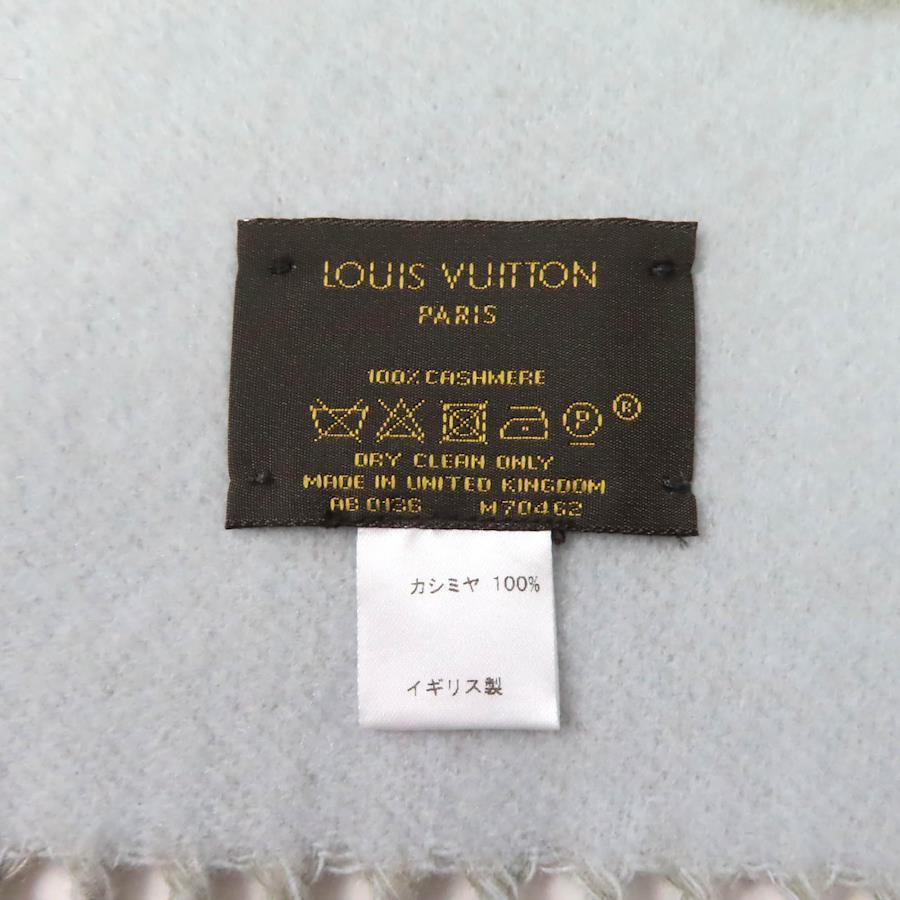 LOUIS VUITTON
PARIS
100% CASHMERE
P ®
DRY CLEAN ONLY
MADE IN UNITED KINGDOM
AB 0136 M70462
カシミヤ 100%
イギリス製